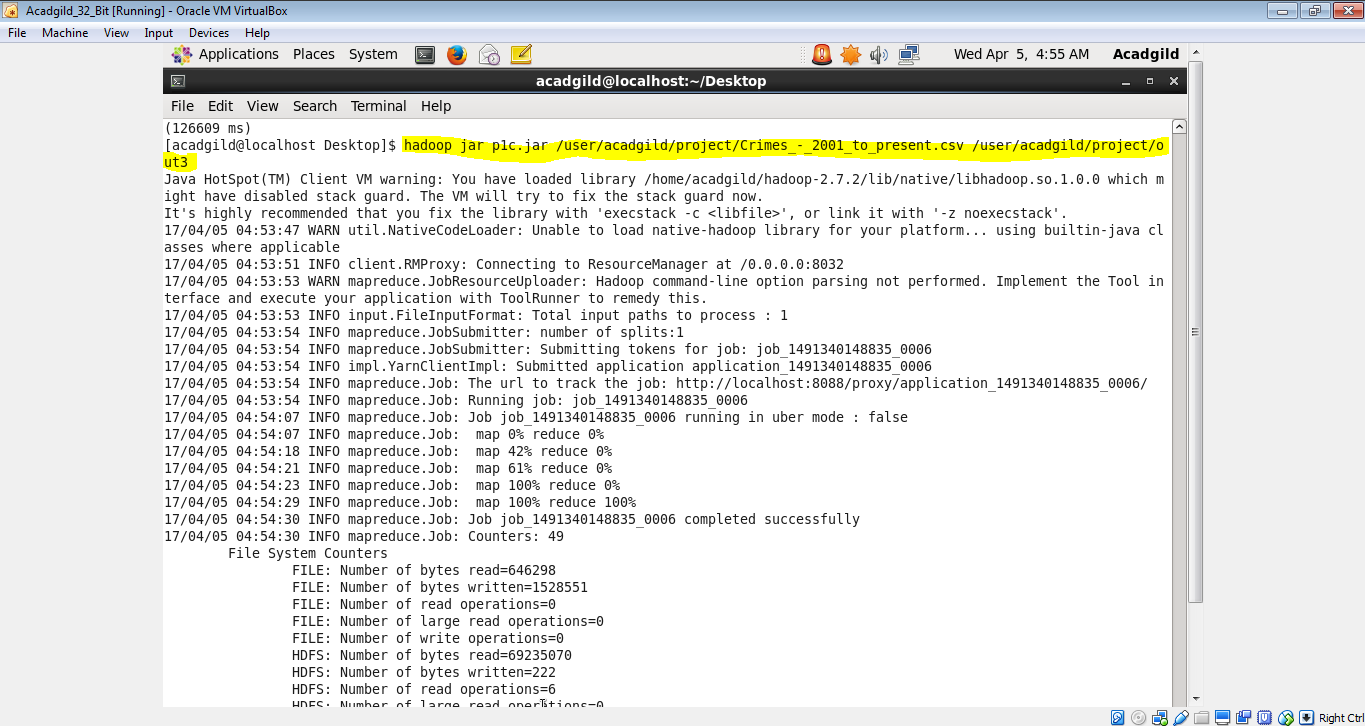 Acadgild_32_Bit [Running] - Oracle VM VirtualBox
File Machine View Input Devices Help
Applications Places System Wed Apr 5, 4:55 AM Acadgild
acadgild@localhost:~/Desktop
File Edit View Search Terminal Help
(126609 ms)
[acadgild@localhost Desktop]$ hadoop jar p1c.jar /user/acadgild/project/Crimes_-_2001_to_present.csv /user/acadgild/project/o
ut3
Java HotSpot(TM) Client VM warning: You have loaded library /home/acadgild/hadoop-2.7.2/lib/native/libhadoop.so.1.0.0 which m
ight have disabled stack guard. The VM will try to fix the stack guard now.
It's highly recommended that you fix the library with 'execstack -c <libfile>', or link it with '-z noexecstack'.
17/04/05 04:53:47 WARN util.NativeCodeLoader: Unable to load native-hadoop library for your platform... using builtin-java cl
asses where applicable
17/04/05 04:53:51 INFO client.RMProxy: Connecting to ResourceManager at /0.0.0.0:8032
17/04/05 04:53:53 WARN mapreduce.JobResourceUploader: Hadoop command-line option parsing not performed. Implement the Tool in
terface and execute your application with ToolRunner to remedy this.
17/04/05 04:53:53 INFO input.FileInputFormat: Total input paths to process : 1
17/04/05 04:53:54 INFO mapreduce.JobSubmitter: number of splits:1
17/04/05 04:53:54 INFO mapreduce.JobSubmitter: Submitting tokens for job: job_1491340148835_0006
17/04/05 04:53:54 INFO impl.YarnClientImpl: Submitted application application_1491340148835_0006
17/04/05 04:53:54 INFO mapreduce.Job: The url to track the job: http://localhost:8088/proxy/application_1491340148835_0006/
17/04/05 04:53:54 INFO mapreduce.Job: Running job: job_1491340148835_0006
17/04/05 04:54:07 INFO mapreduce.Job: Job job_1491340148835_0006 running in uber mode : false
17/04/05 04:54:07 INFO mapreduce.Job:  map 0% reduce 0%
17/04/05 04:54:18 INFO mapreduce.Job:  map 42% reduce 0%
17/04/05 04:54:21 INFO mapreduce.Job:  map 61% reduce 0%
17/04/05 04:54:23 INFO mapreduce.Job:  map 100% reduce 0%
17/04/05 04:54:29 INFO mapreduce.Job:  map 100% reduce 100%
17/04/05 04:54:30 INFO mapreduce.Job: Job job_1491340148835_0006 completed successfully
17/04/05 04:54:30 INFO mapreduce.Job: Counters: 49
File System Counters
FILE: Number of bytes read=646298
FILE: Number of bytes written=1528551
FILE: Number of read operations=0
FILE: Number of large read operations=0
FILE: Number of write operations=0
HDFS: Number of bytes read=69235070
HDFS: Number of bytes written=222
HDFS: Number of read operations=6
HDFS: Number of large read operations=0
Right Ctrl